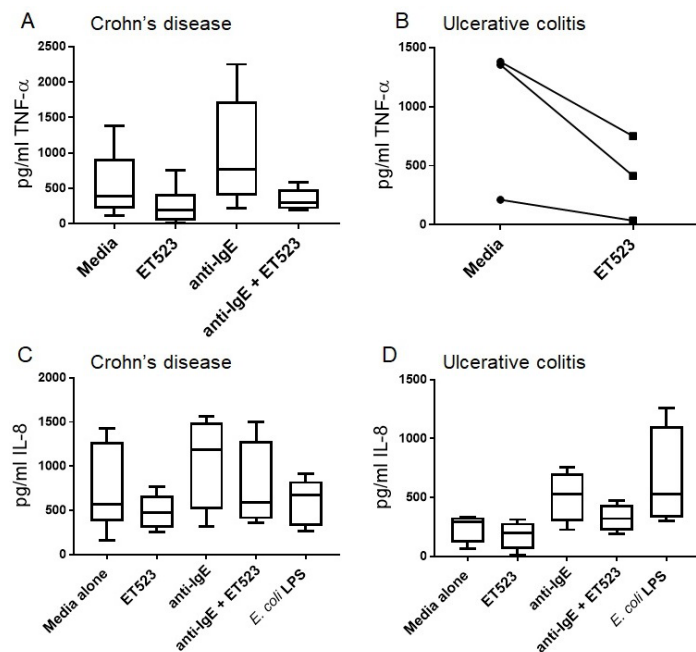 A
Crohn's disease
pg/ml TNF-α
2500
2000
1500
1000
500
0
Media
ET523
anti-IgE
anti-IgE + ET523
B
Ulcerative colitis
pg/ml TNF-α
1500
1000
500
0
Media
ET523
C
Crohn's disease
pg/ml IL-8
2000
1500
1000
500
0
Media alone
ET523
anti-IgE
anti-IgE + ET523
E. coli LPS
D
Ulcerative colitis
pg/ml IL-8
1500
1000
500
0
Media alone
ET523
anti-IgE
anti-IgE + ET523
E. coli LPS